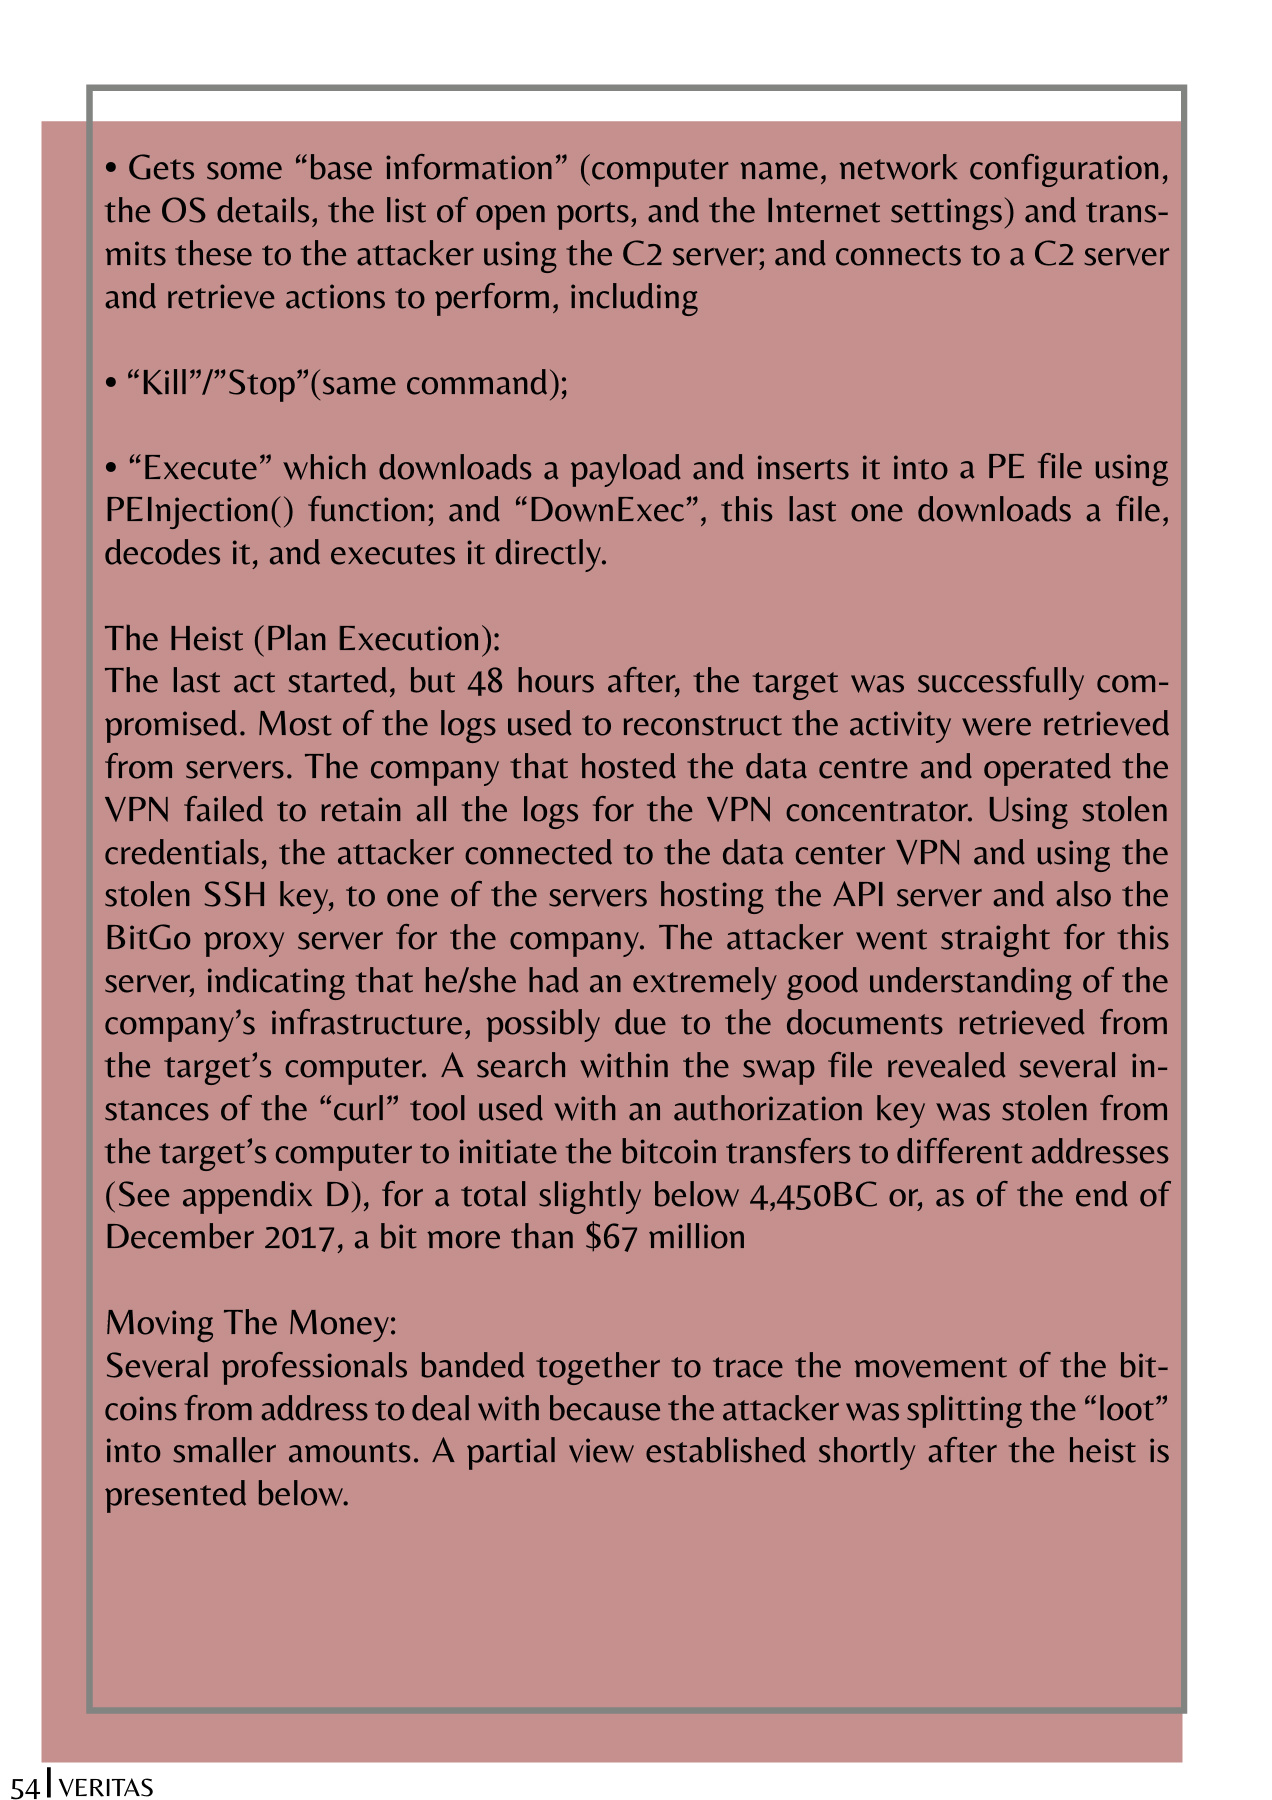 • Gets some “base information” (computer name, network configuration,
the OS details, the list of open ports, and the Internet settings) and trans-
mits these to the attacker using the C2 server; and connects to a C2 server
and retrieve actions to perform, including
• “Kill”/”Stop”(same command);
• “Execute” which downloads a payload and inserts it into a PE file using
PEInjection() function; and “DownExec”, this last one downloads a file,
decodes it, and executes it directly.
The Heist (Plan Execution):
The last act started, but 48 hours after, the target was successfully com-
promised. Most of the logs used to reconstruct the activity were retrieved
from servers. The company that hosted the data centre and operated the
VPN failed to retain all the logs for the VPN concentrator. Using stolen
credentials, the attacker connected to the data center VPN and using the
stolen SSH key, to one of the servers hosting the API server and also the
BitGo proxy server for the company. The attacker went straight for this
server, indicating that he/she had an extremely good understanding of the
company’s infrastructure, possibly due to the documents retrieved from
the target’s computer. A search within the swap file revealed several in-
stances of the “curl” tool used with an authorization key was stolen from
the target’s computer to initiate the bitcoin transfers to different addresses
(See appendix D), for a total slightly below 4,450BC or, as of the end of
December 2017, a bit more than $67 million
Moving The Money:
Several professionals banded together to trace the movement of the bit-
coins from address to deal with because the attacker was splitting the “loot”
into smaller amounts. A partial view established shortly after the heist is
presented below.
54 VERITAS